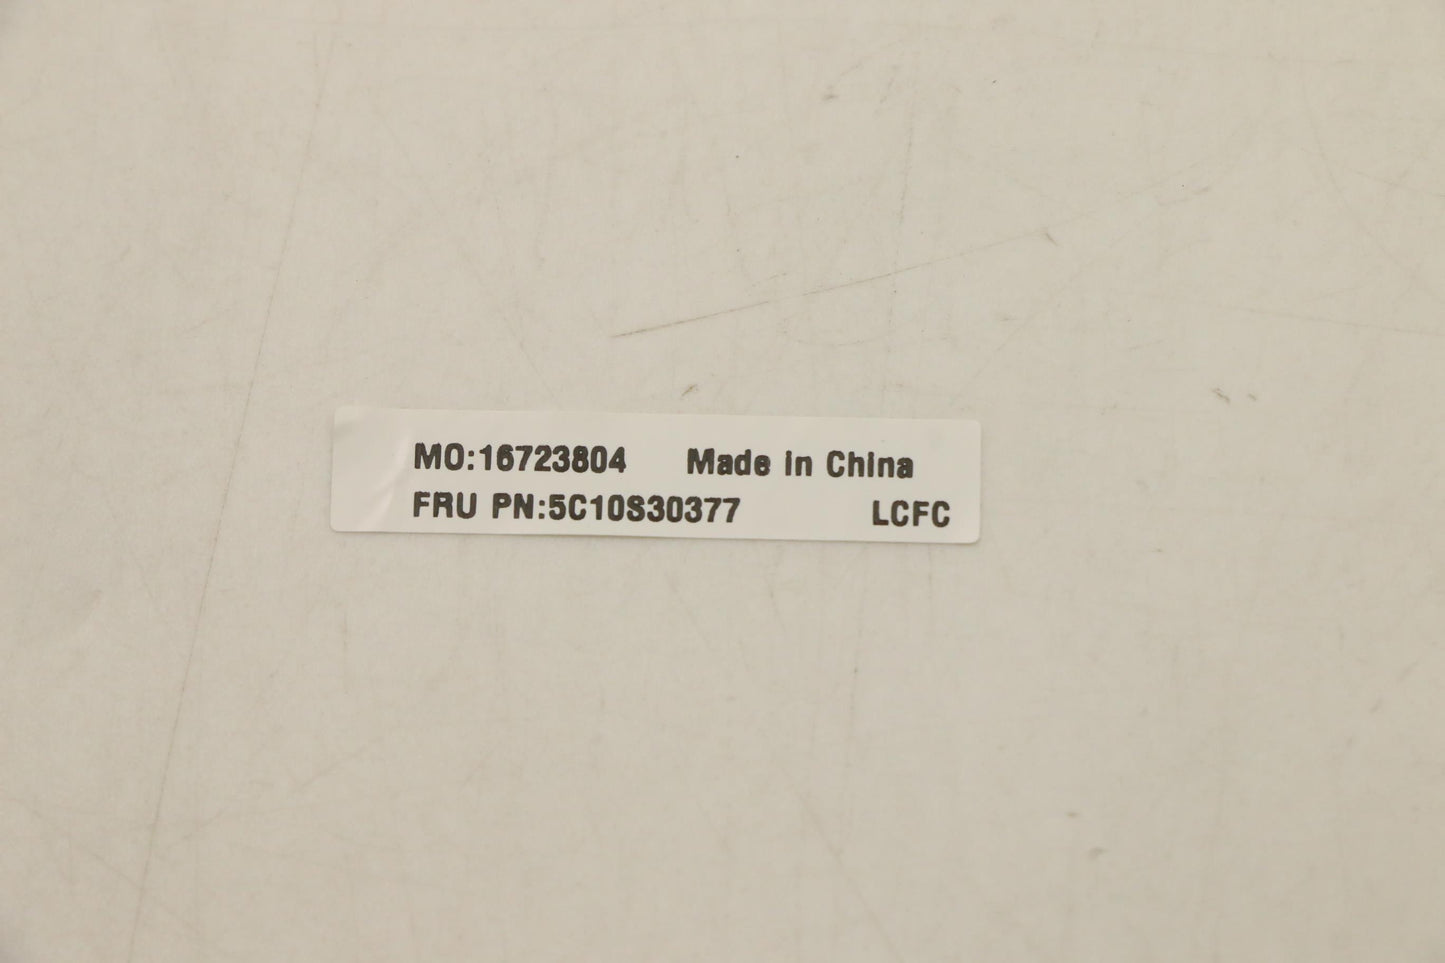 MO:16723804 Made in China
FRU PN:5C10S30377 LCFC